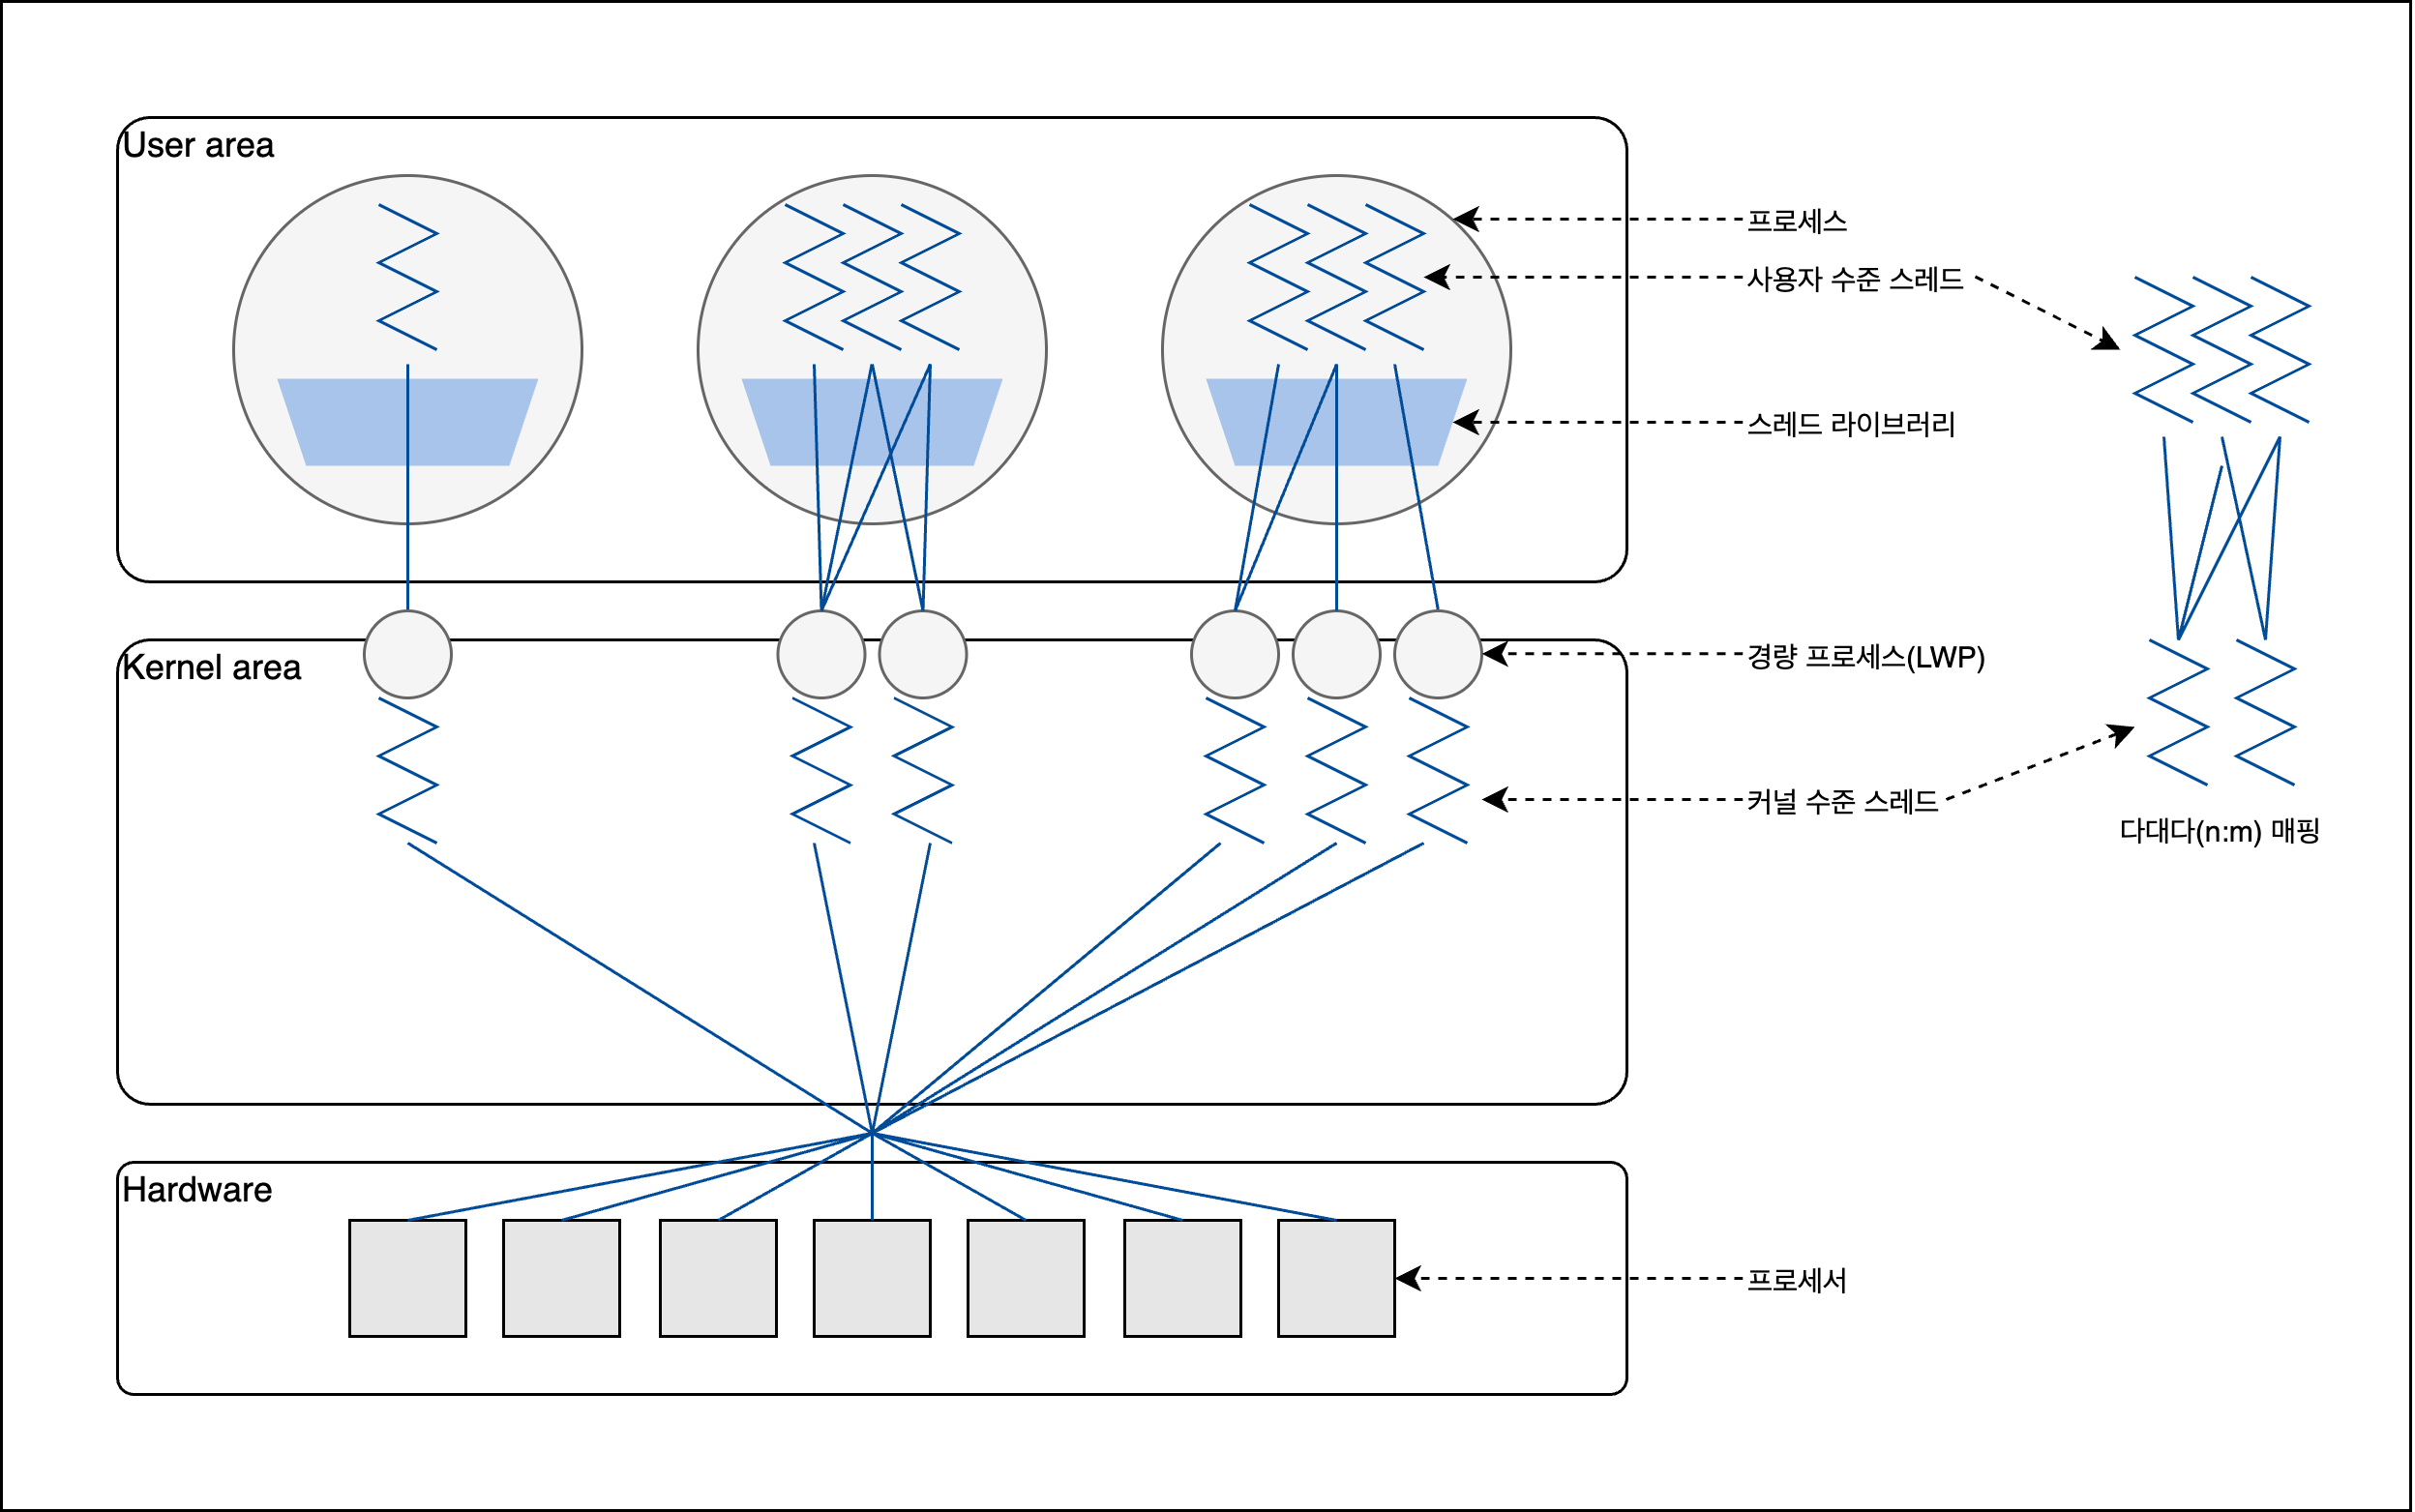 User area
프로세스
사용자 수준 스레드
스레드 라이브러리
Kernel area
경량 프로세스(LWP)
커널 수준 스레드
다대다(n:m) 매핑
Hardware
프로세서